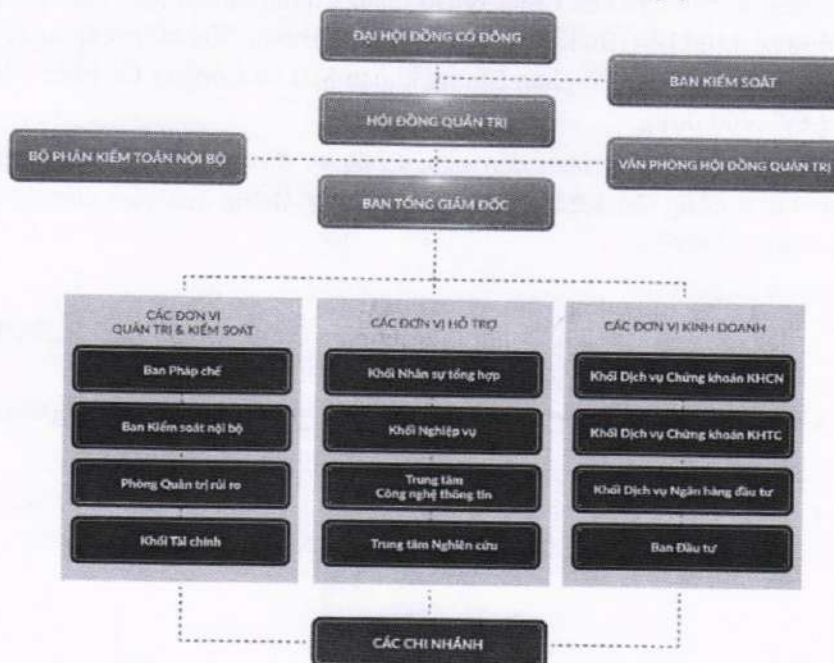 ĐẠI HỘI ĐỒNG CỔ ĐÔNG
BAN KIỂM SOÁT
HỘI ĐỒNG QUẢN TRỊ
BỘ PHẬN KIỂM TOÁN NỘI BỘ
VĂN PHÒNG HỘI ĐỒNG QUẢN TRỊ
BAN TỔNG GIÁM ĐỐC
CÁC ĐƠN VỊ
QUẢN TRỊ & KIỂM SOÁT
Ban Pháp chế
Ban Kiểm soát nội bộ
Phòng Quản trị rủi ro
Khối Tài chính
CÁC ĐƠN VỊ HỖ TRỢ
Khối Nhân sự tổng hợp
Khối Nghiệp vụ
Trung tâm
Công nghệ thông tin
Trung tâm Nghiên cứu
CÁC ĐƠN VỊ KINH DOANH
Khối Dịch vụ Chứng khoán KHCN
Khối Dịch vụ Chứng khoán KHTC
Khối Dịch vụ Ngân hàng đầu tư
Ban Đầu tư
CÁC CHI NHÁNH